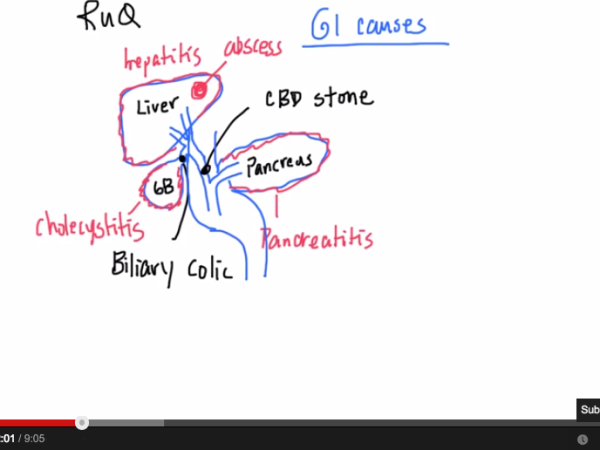 RUQ
GI causes
hepatitis
abscess
Liver
CBD stone
Pancreas
GB
Cholecystitis
Pancreatitis
Biliary Colic
Sub
:01 / 9:05